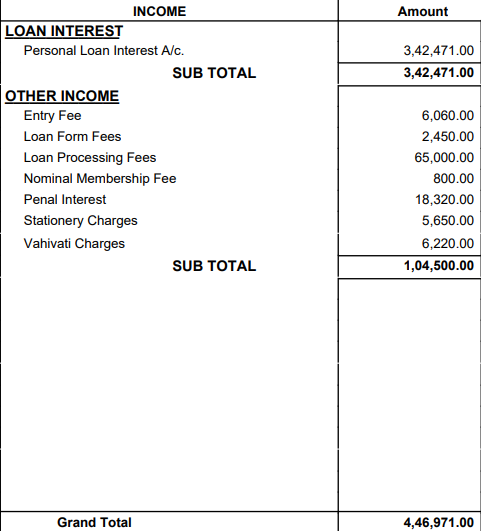 INCOME Amount
LOAN INTEREST
Personal Loan Interest A/c. 3,42,471.00
SUB TOTAL 3,42,471.00
OTHER INCOME
Entry Fee 6,060.00
Loan Form Fees 2,450.00
Loan Processing Fees 65,000.00
Nominal Membership Fee 800.00
Penal Interest 18,320.00
Stationery Charges 5,650.00
Vahivati Charges 6,220.00
SUB TOTAL 1,04,500.00
Grand Total 4,46,971.00